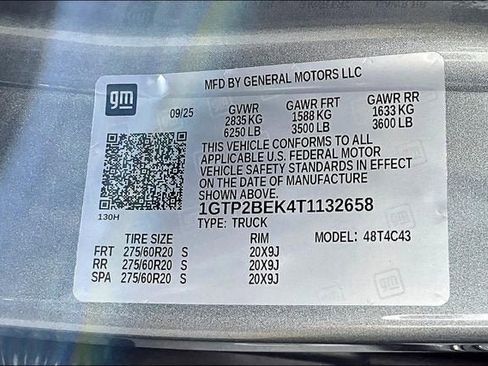 gm
MFD BY GENERAL MOTORS LLC
09/25 GVWR GAWR FRT GAWR RR
2835 KG 1588 KG 1633 KG
6250 LB 3500 LB 3600 LB
THIS VEHICLE CONFORMS TO ALL
APPLICABLE U.S. FEDERAL MOTOR
VEHICLE SAFETY STANDARDS IN EFFECT
ON THE DATE OF MANUFACTURE SHOWN ABOVE.
1GTP2BEK4T1132658
130H
TYPE: TRUCK MODEL: 48T4C43
TIRE SIZE RIM
FRT 275/60R20 S 20X9J
RR 275/60R20 S 20X9J
SPA 275/60R20 S 20X9J